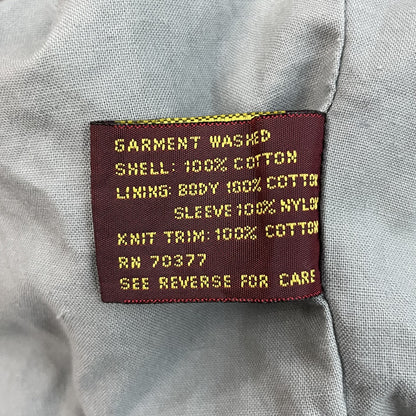 GARMENT WASHED
SHELL: 100% COTTON
LINING: BODY 100% COTTON
SLEEVE 100% NYLON
KNIT TRIM: 100% COTTON
RN 70377
SEE REVERSE FOR CARE